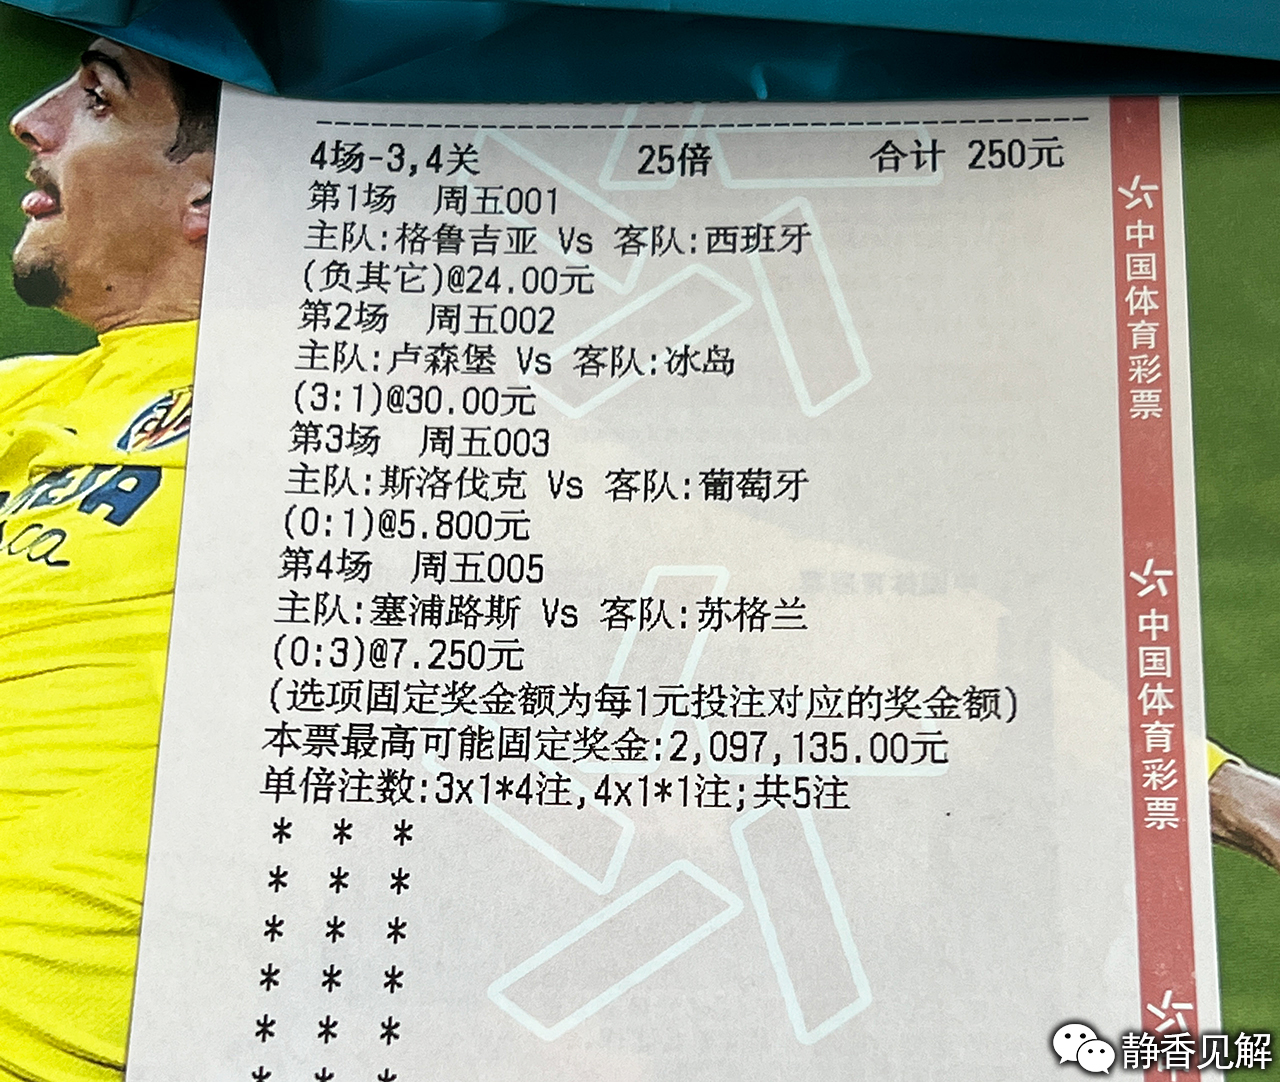 4场-3,4关 25倍 合计 250元
第1场 周五001
主队:格鲁吉亚 Vs 客队:西班牙
(负其它)@24.00元
第2场 周五002
主队:卢森堡 Vs 客队:冰岛
(3:1)@30.00元
第3场 周五003
主队:斯洛伐克 Vs 客队:葡萄牙
(0:1)@5.800元
第4场 周五005
主队:塞浦路斯 Vs 客队:苏格兰
(0:3)@7.250元
(选项固定奖金额为每1元投注对应的奖金额)
本票最高可能固定奖金:2,097,135.00元
单倍注数:3x1*4注,4x1*1注;共5注
* * *
* * *
* * *
* * *
* * *
* * *
中国体育彩票
中国体育彩票
静香见解